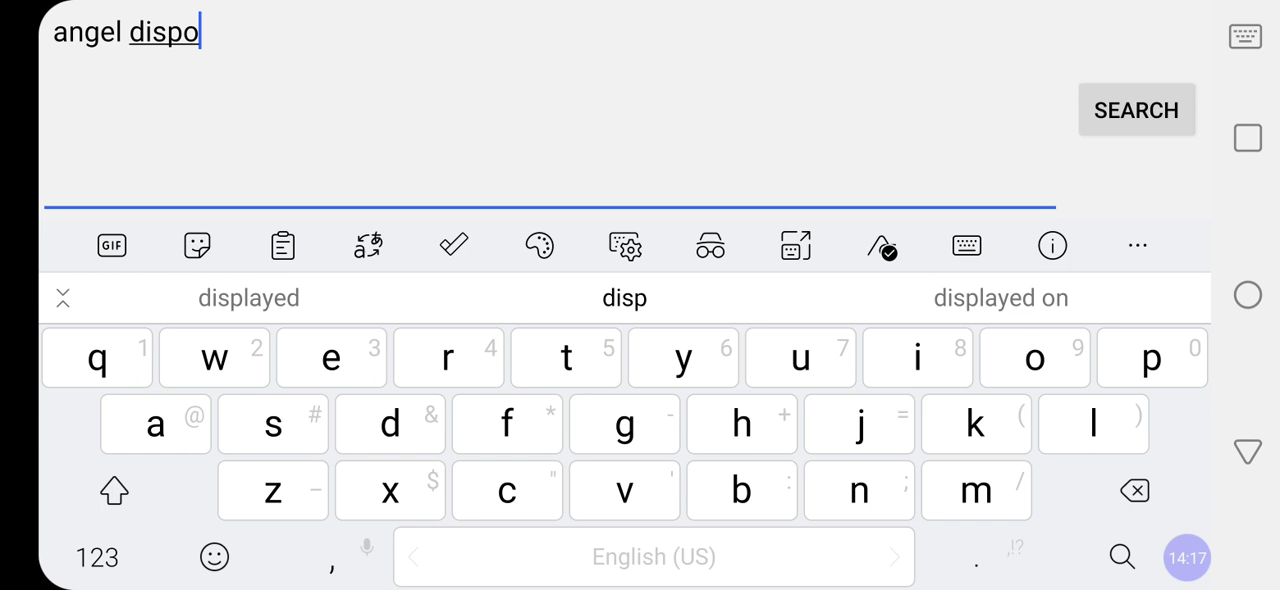 angel dispo
SEARCH
GIF
displayed disp displayed on
q 1 w 2 e 3 r 4 t 5 y 6 u 7 i 8 o 9 p 0
a @ s # d & f * g - h + j = k ( l )
z _ x $ c " v ' b : n ; m /
123 , English (US) . ,!? 14:17